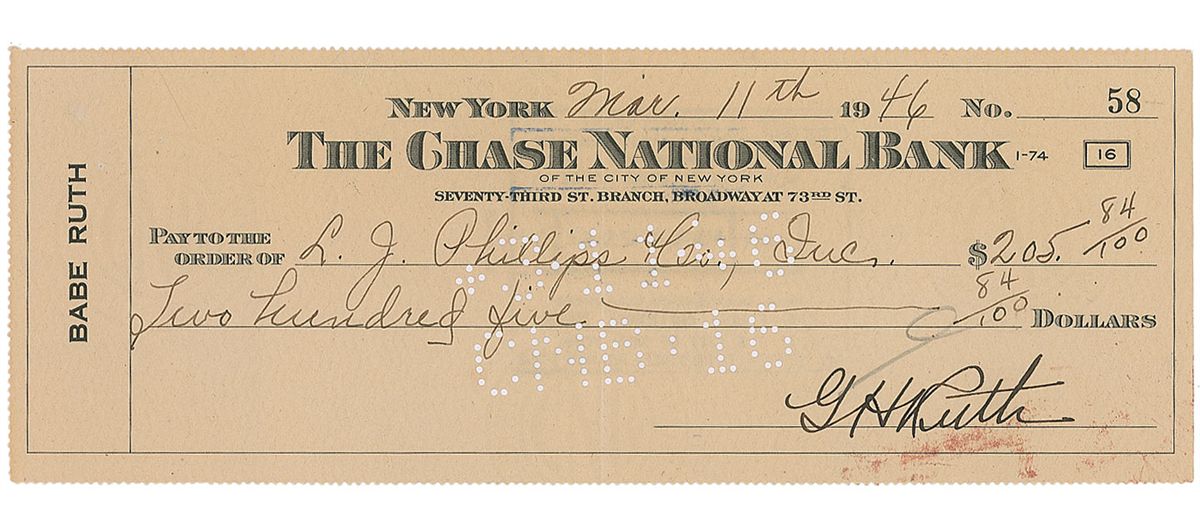 BABE RUTH
NEW YORK Mar. 11th 1946 No. 58
THE CHASE NATIONAL BANK 1-74 16
OF THE CITY OF NEW YORK
SEVENTY-THIRD ST. BRANCH, BROADWAY AT 73RD ST.
PAY TO THE
ORDER OF L. J. Phillips & Co., Inc. $205. 84/100
Two hundred five 84/100 DOLLARS
CNB·16
G H Ruth